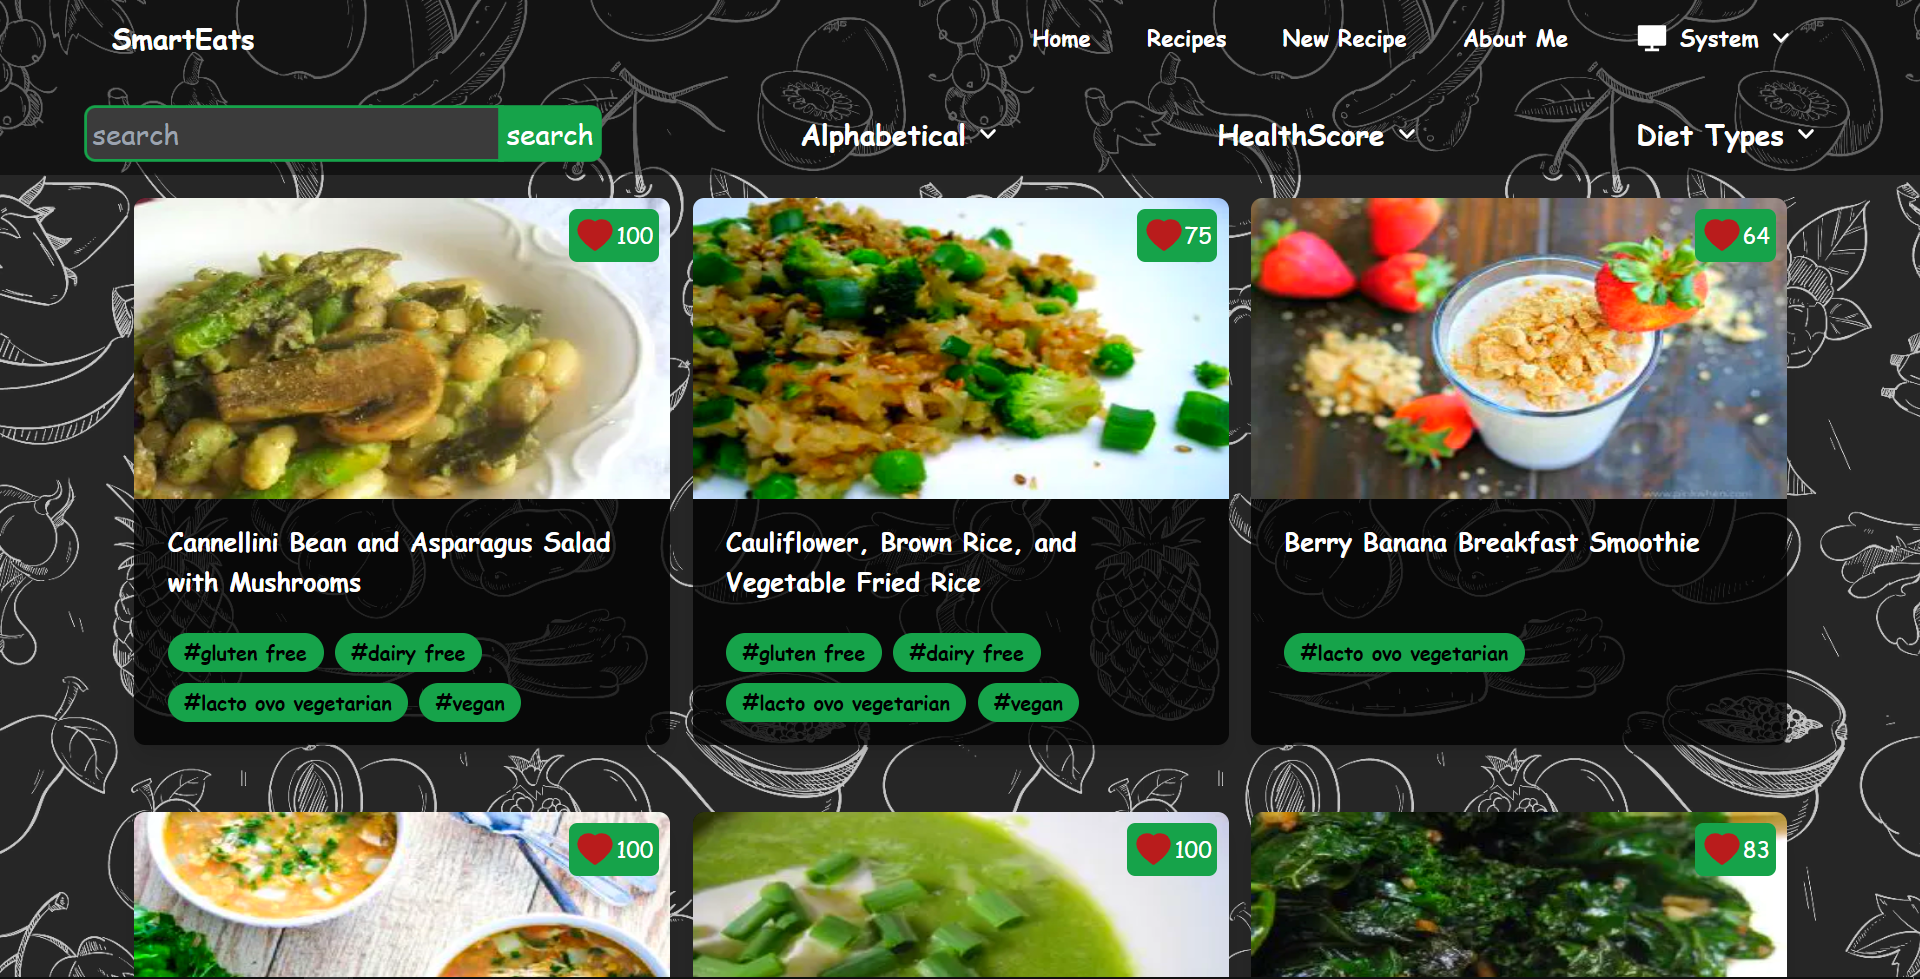 SmartEats
Home
Recipes
New Recipe
About Me
System
search
search
Alphabetical
HealthScore
Diet Types
100
75
64
Cannellini Bean and Asparagus Salad
with Mushrooms
#gluten free
#dairy free
#lacto ovo vegetarian
#vegan
Cauliflower, Brown Rice, and
Vegetable Fried Rice
#gluten free
#dairy free
#lacto ovo vegetarian
#vegan
Berry Banana Breakfast Smoothie
#lacto ovo vegetarian
100
100
83